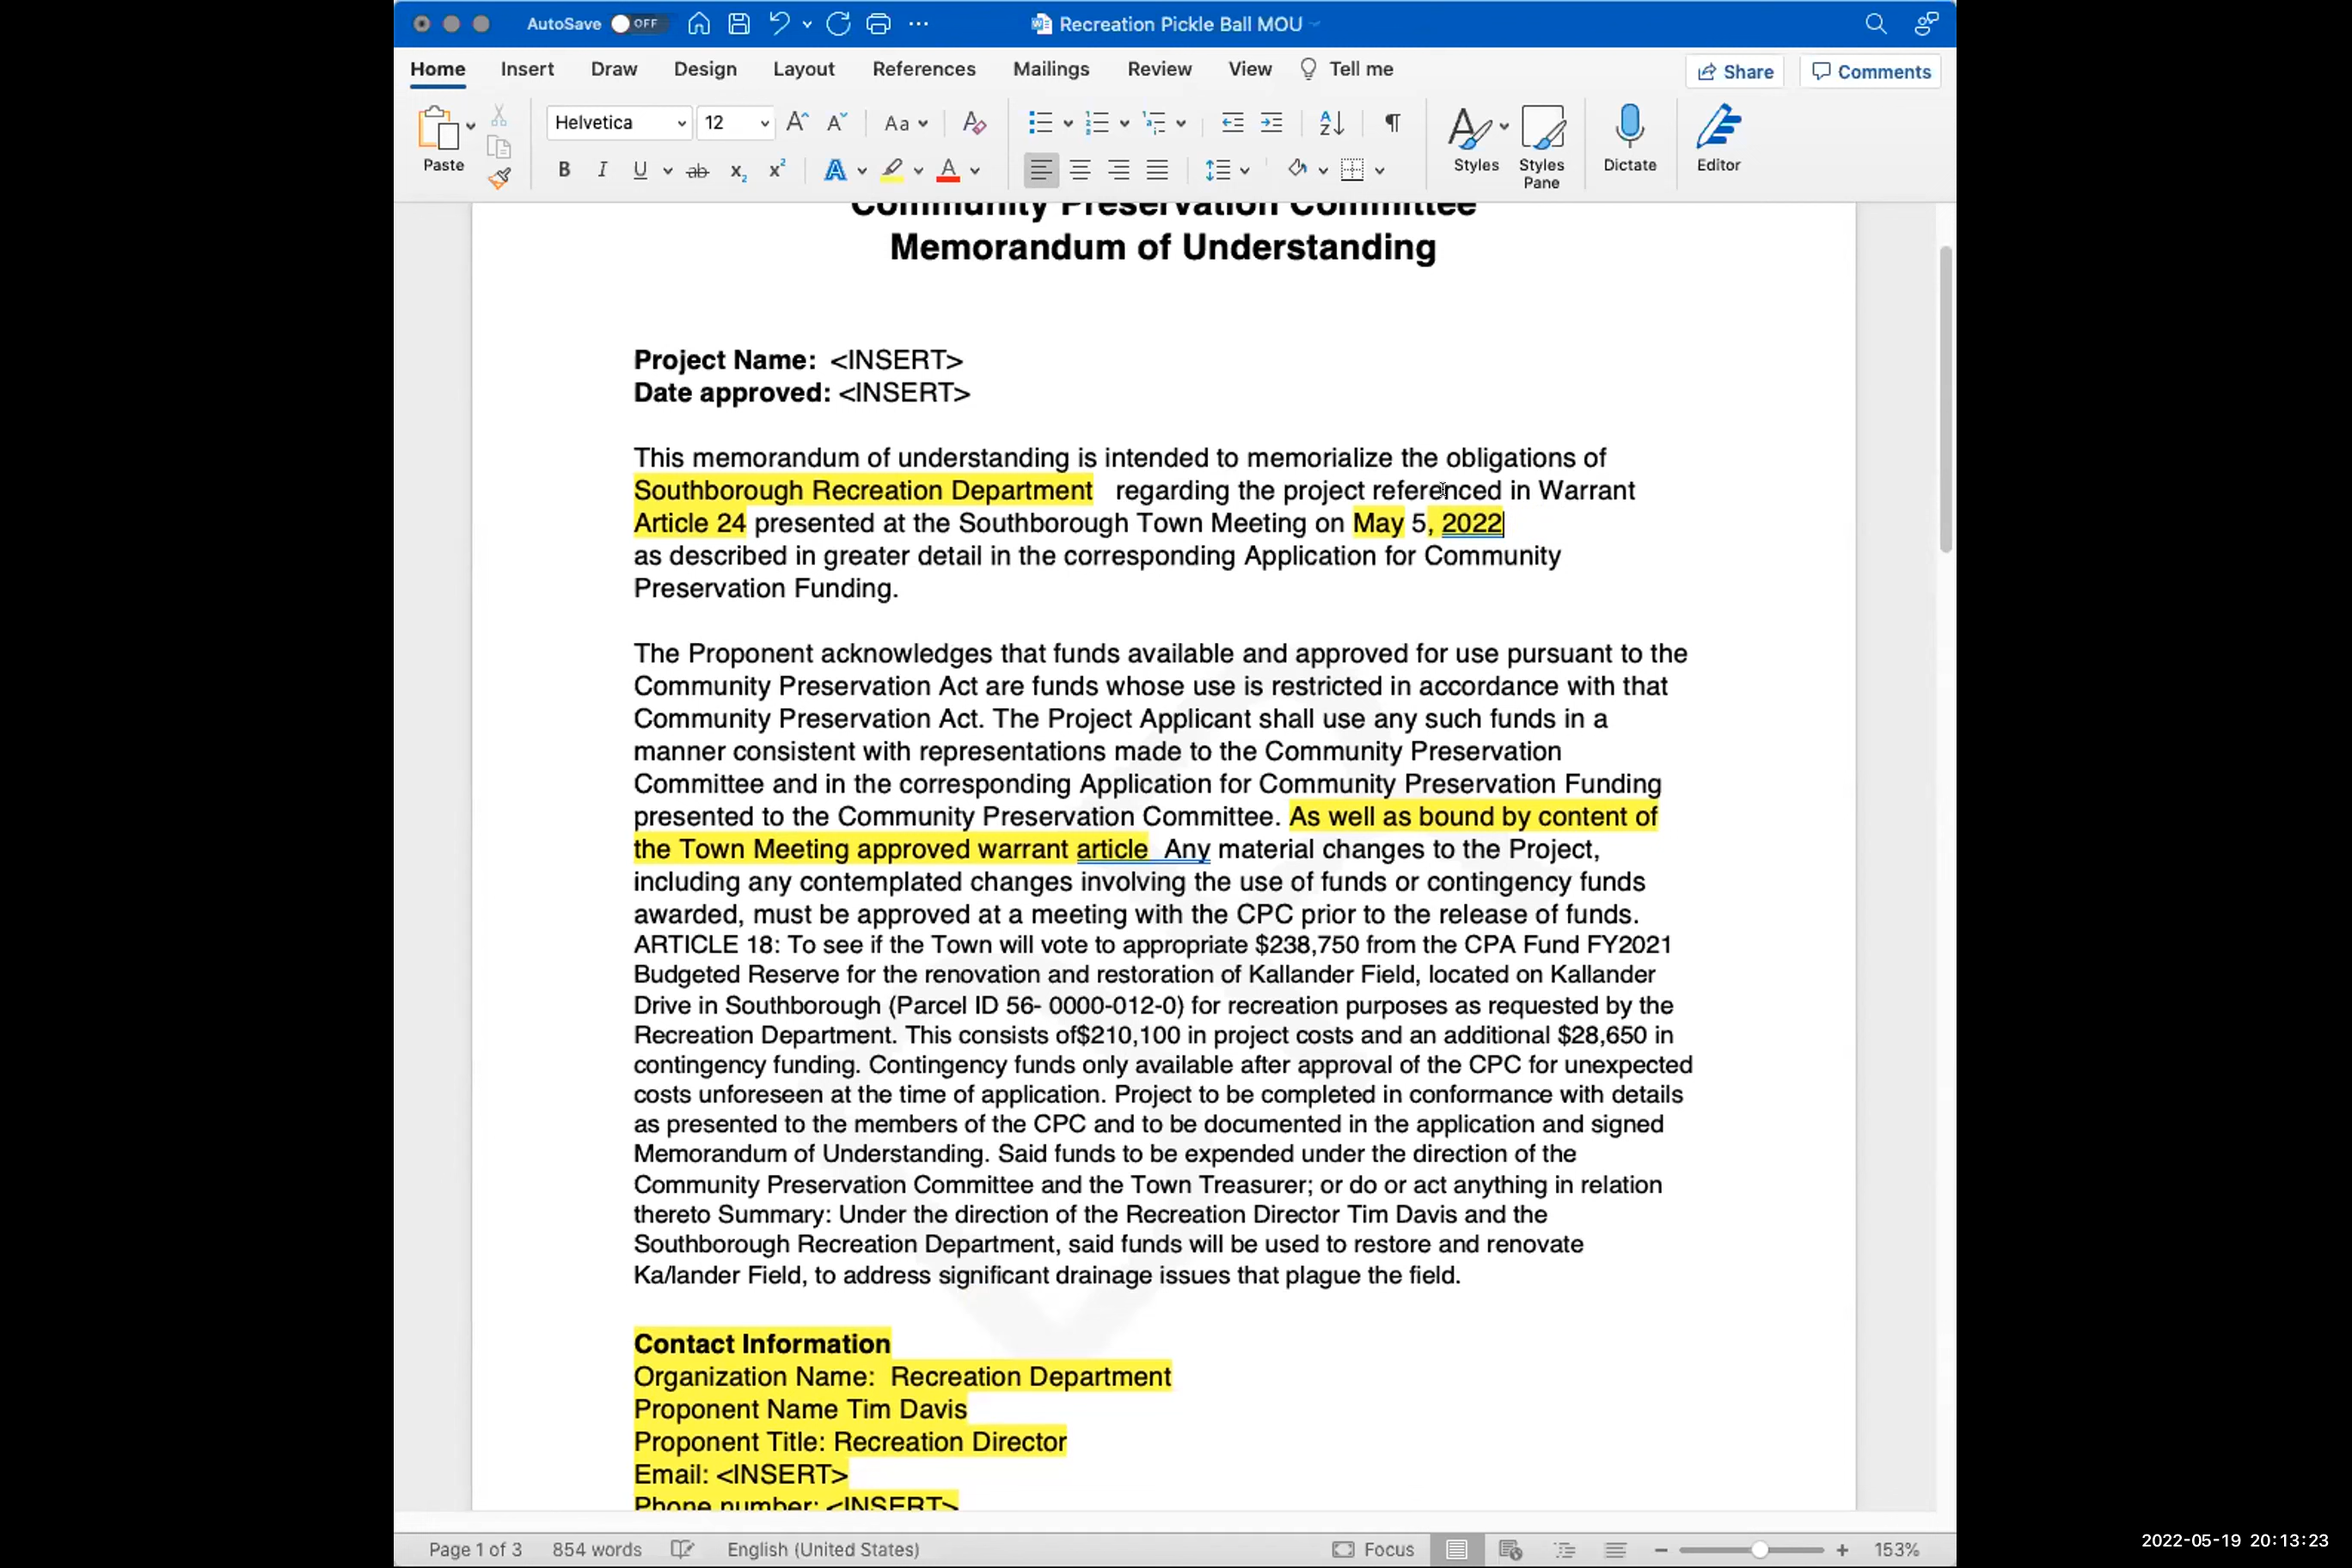 AutoSave OFF Recreation Pickle Ball MOU
Home Insert Draw Design Layout References Mailings Review View Tell me Share Comments
Helvetica 12 Aa
Paste B I U ab x2 x2 A A Styles Styles Pane Dictate Editor
Community Preservation Committee
Memorandum of Understanding
Project Name: <INSERT>
Date approved: <INSERT>
This memorandum of understanding is intended to memorialize the obligations of
Southborough Recreation Department regarding the project referenced in Warrant
Article 24 presented at the Southborough Town Meeting on May 5, 2022
as described in greater detail in the corresponding Application for Community
Preservation Funding.
The Proponent acknowledges that funds available and approved for use pursuant to the
Community Preservation Act are funds whose use is restricted in accordance with that
Community Preservation Act. The Project Applicant shall use any such funds in a
manner consistent with representations made to the Community Preservation
Committee and in the corresponding Application for Community Preservation Funding
presented to the Community Preservation Committee. As well as bound by content of
the Town Meeting approved warrant article Any material changes to the Project,
including any contemplated changes involving the use of funds or contingency funds
awarded, must be approved at a meeting with the CPC prior to the release of funds.
ARTICLE 18: To see if the Town will vote to appropriate $238,750 from the CPA Fund FY2021
Budgeted Reserve for the renovation and restoration of Kallander Field, located on Kallander
Drive in Southborough (Parcel ID 56- 0000-012-0) for recreation purposes as requested by the
Recreation Department. This consists of$210,100 in project costs and an additional $28,650 in
contingency funding. Contingency funds only available after approval of the CPC for unexpected
costs unforeseen at the time of application. Project to be completed in conformance with details
as presented to the members of the CPC and to be documented in the application and signed
Memorandum of Understanding. Said funds to be expended under the direction of the
Community Preservation Committee and the Town Treasurer; or do or act anything in relation
thereto Summary: Under the direction of the Recreation Director Tim Davis and the
Southborough Recreation Department, said funds will be used to restore and renovate
Ka/lander Field, to address significant drainage issues that plague the field.
Contact Information
Organization Name: Recreation Department
Proponent Name Tim Davis
Proponent Title: Recreation Director
Email: <INSERT>
Phone number: <INSERT>
Page 1 of 3 854 words English (United States) Focus 153%
2022-05-19 20:13:23